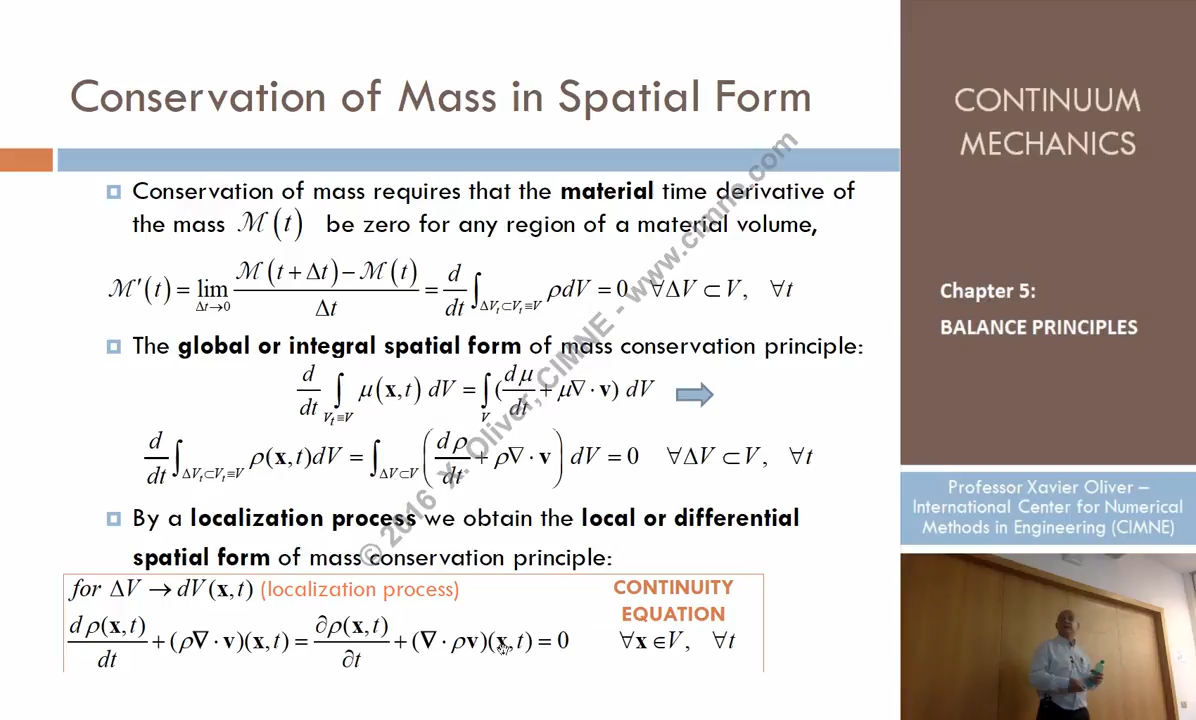 Conservation of Mass in Spatial Form
Conservation of mass requires that the material time derivative of
the mass ℳ(t) be zero for any region of a material volume,
ℳ'(t) = lim_{Δt→0} (ℳ(t + Δt) − ℳ(t)) / Δt = d/dt ∫_{ΔV_t⊂V_t≡V} ρdV = 0 ∀ΔV ⊂ V, ∀t
The global or integral spatial form of mass conservation principle:
d/dt ∫_{V_t≡V} μ(x,t) dV = ∫_V (dμ/dt + μ∇·v) dV
d/dt ∫_{ΔV_t⊂V_t≡V} ρ(x,t)dV = ∫_{ΔV⊂V} (dρ/dt + ρ∇·v) dV = 0 ∀ΔV ⊂ V, ∀t
By a localization process we obtain the local or differential
spatial form of mass conservation principle:
for ΔV → dV(x,t) (localization process)
CONTINUITY
EQUATION
dρ(x,t)/dt + (ρ∇·v)(x,t) = ∂ρ(x,t)/∂t + (∇·ρv)(x,t) = 0 ∀x ∈ V, ∀t
© 2016 X. Oliver, CIMNE - www.cimne.com
CONTINUUM
MECHANICS
Chapter 5:
BALANCE PRINCIPLES
Professor Xavier Oliver –
International Center for Numerical
Methods in Engineering (CIMNE)